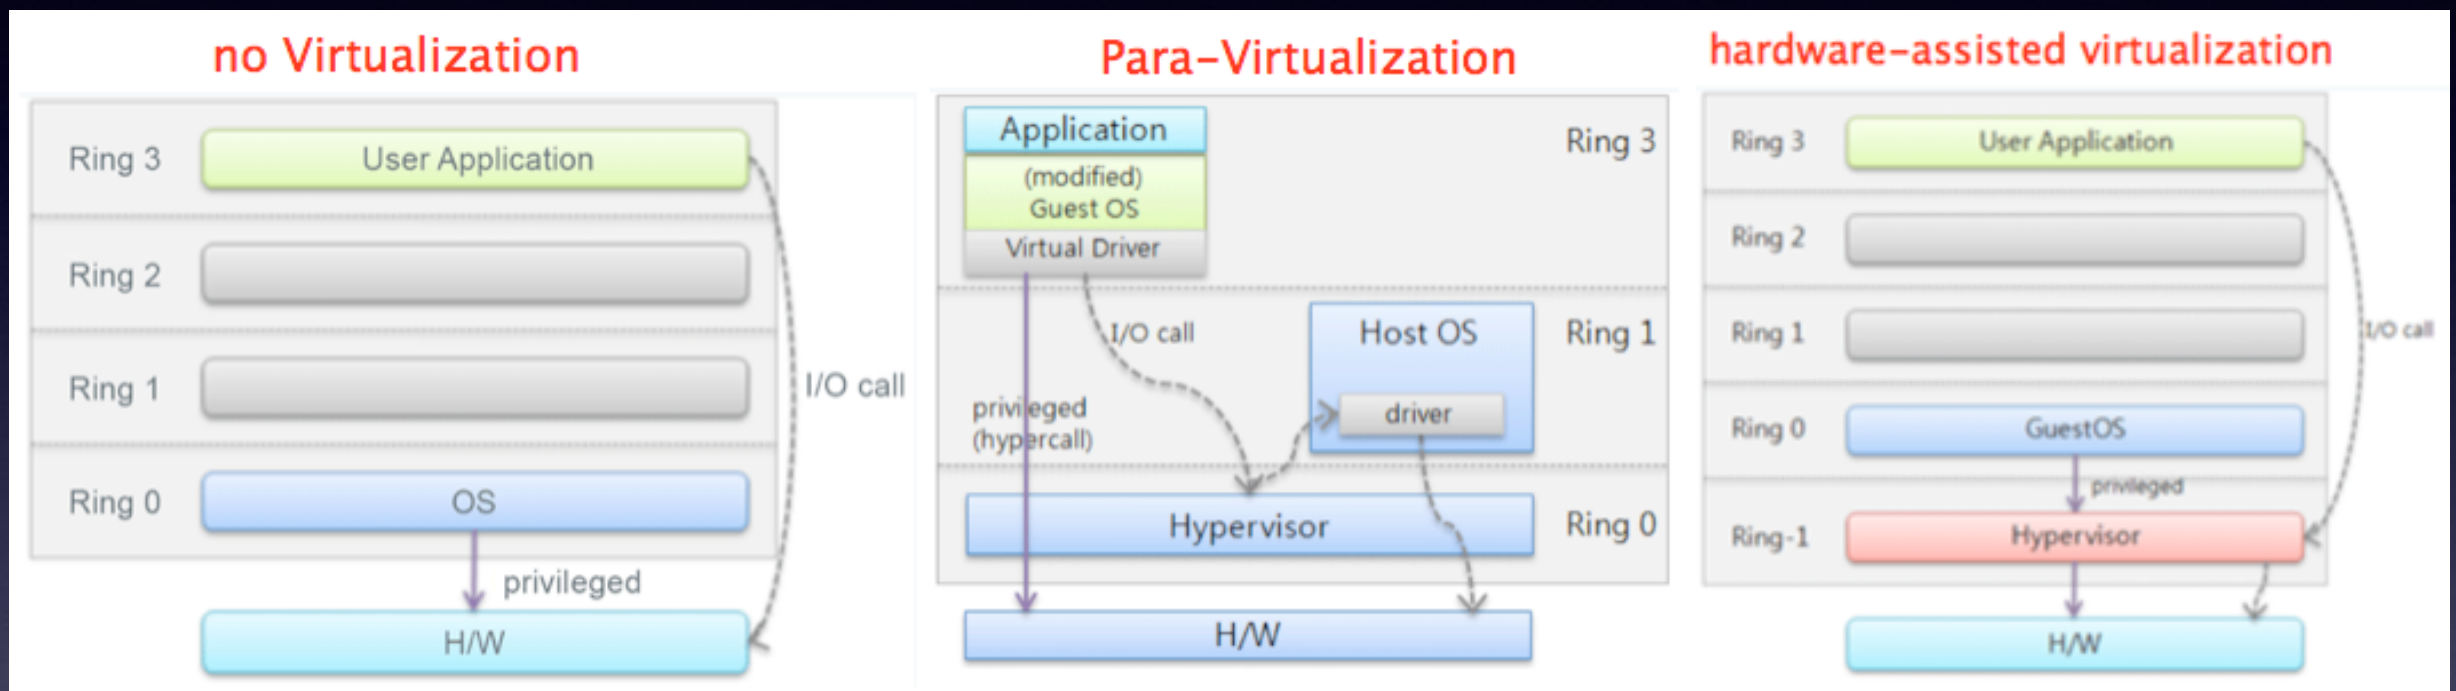 no Virtualization
Ring 3
User Application
Ring 2
Ring 1
I/O call
Ring 0
OS
privileged
H/W
Para-Virtualization
Application
Ring 3
(modified)
Guest OS
Virtual Driver
I/O call
Host OS
Ring 1
privileged
(hypercall)
driver
Hypervisor
Ring 0
H/W
hardware-assisted virtualization
Ring 3
User Application
Ring 2
Ring 1
I/O call
Ring 0
GuestOS
privileged
Ring-1
Hypervisor
H/W